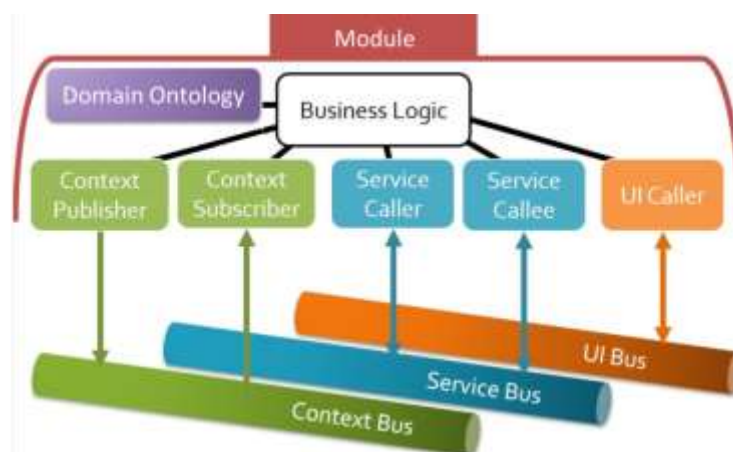 Module
Domain Ontology
Business Logic
Context
Publisher
Context
Subscriber
Service
Caller
Service
Callee
UI Caller
UI Bus
Service Bus
Context Bus